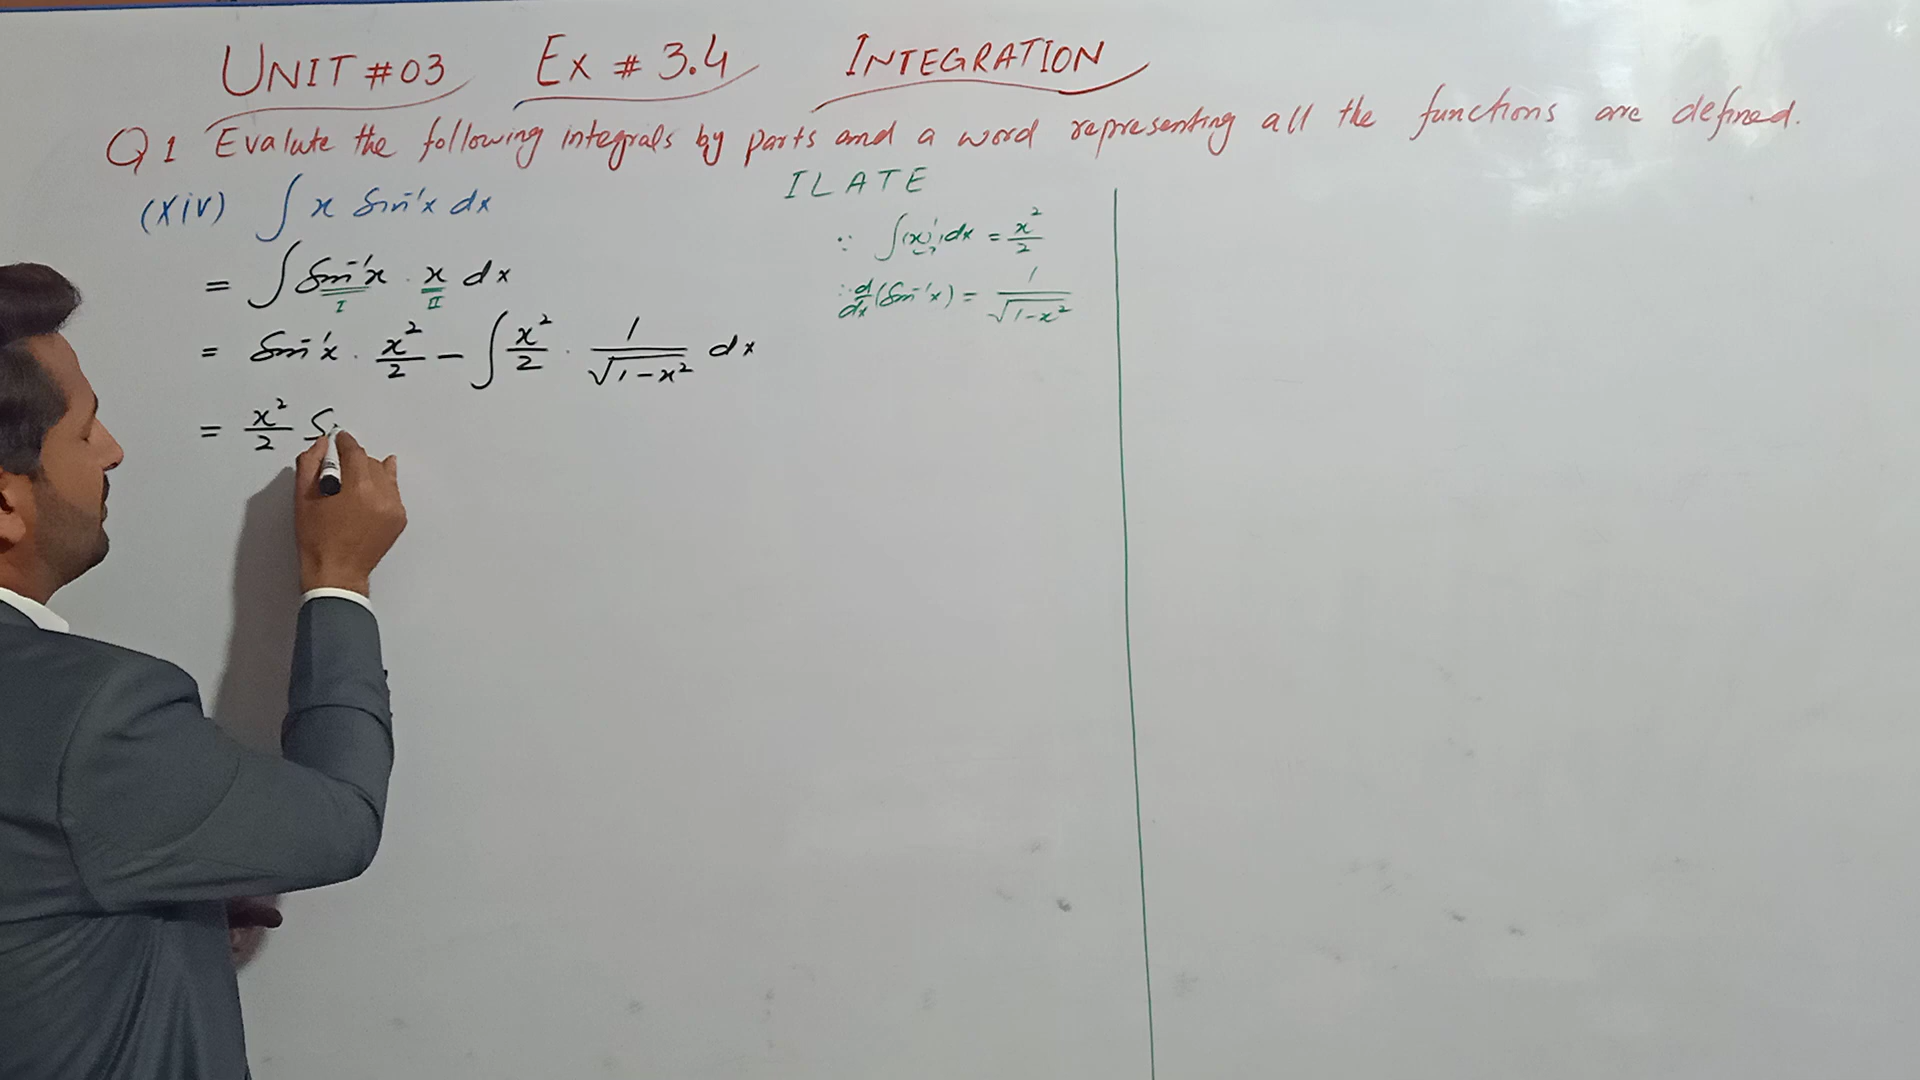 UNIT #03 Ex # 3.4 INTEGRATION
Q1 Evalute the following integrals by parts and a word representing all the functions are defined.
(xiv) ∫ x Sin⁻¹x dx
= ∫ Sin⁻¹x · x dx
I II
= Sin⁻¹x · x²/2 − ∫ x²/2 · 1/√(1−x²) dx
= x²/2 Si
ILATE
∵ ∫(x)¹dx = x²/2
∵ d/dx (Sin⁻¹x) = 1/√(1−x²)